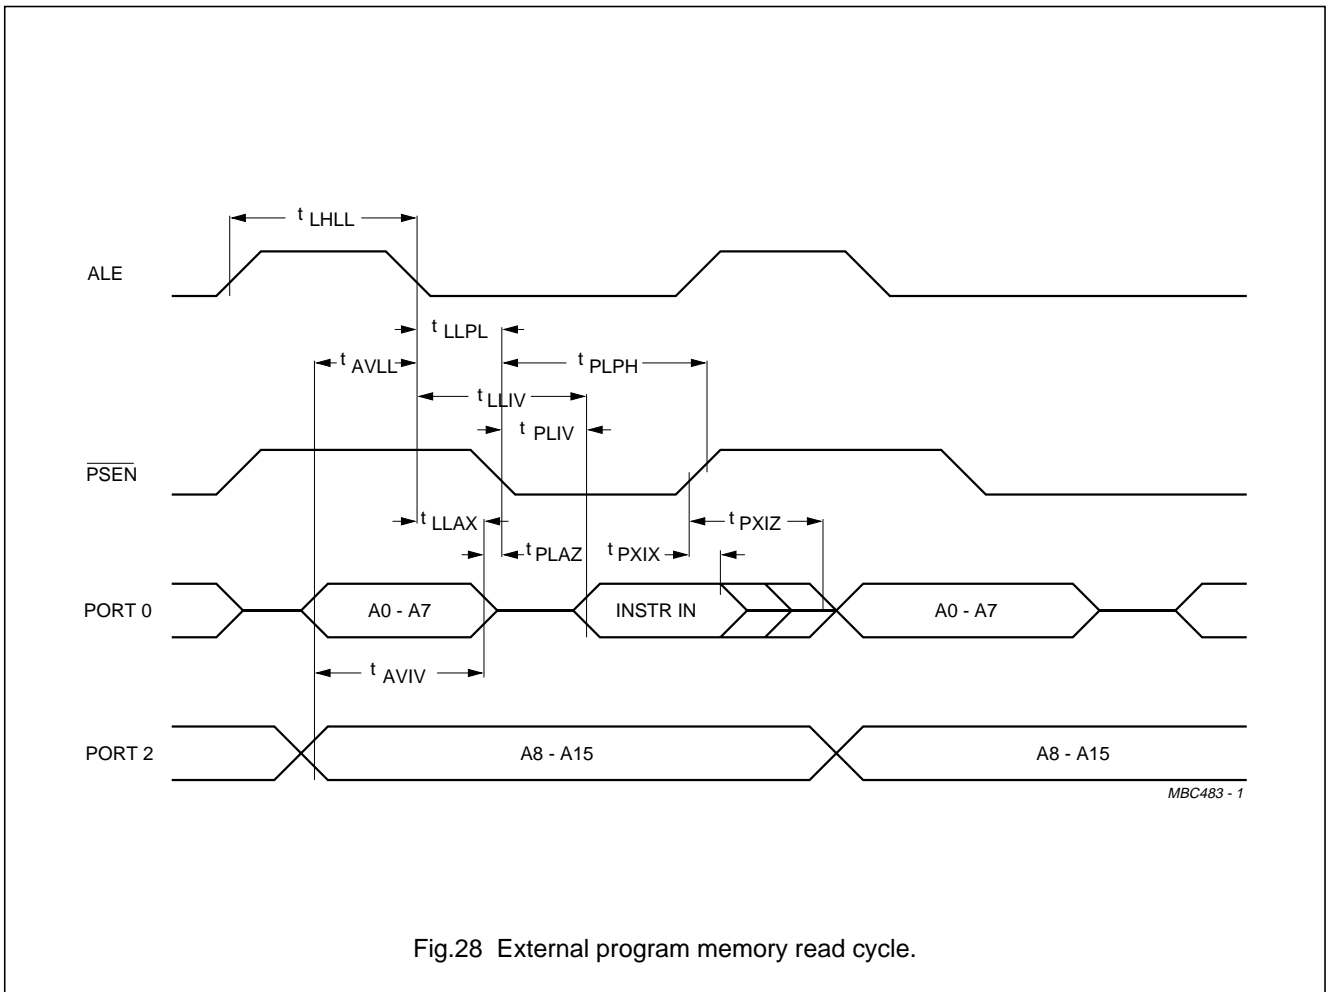 t LHLL
ALE
t LLPL
t AVLL
t PLPH
t LLIV
t PLIV
PSEN
t LLAX
t PXIZ
t PLAZ
t PXIX
PORT 0
A0 - A7
INSTR IN
A0 - A7
t AVIV
PORT 2
A8 - A15
A8 - A15
MBC483 - 1
Fig.28 External program memory read cycle.